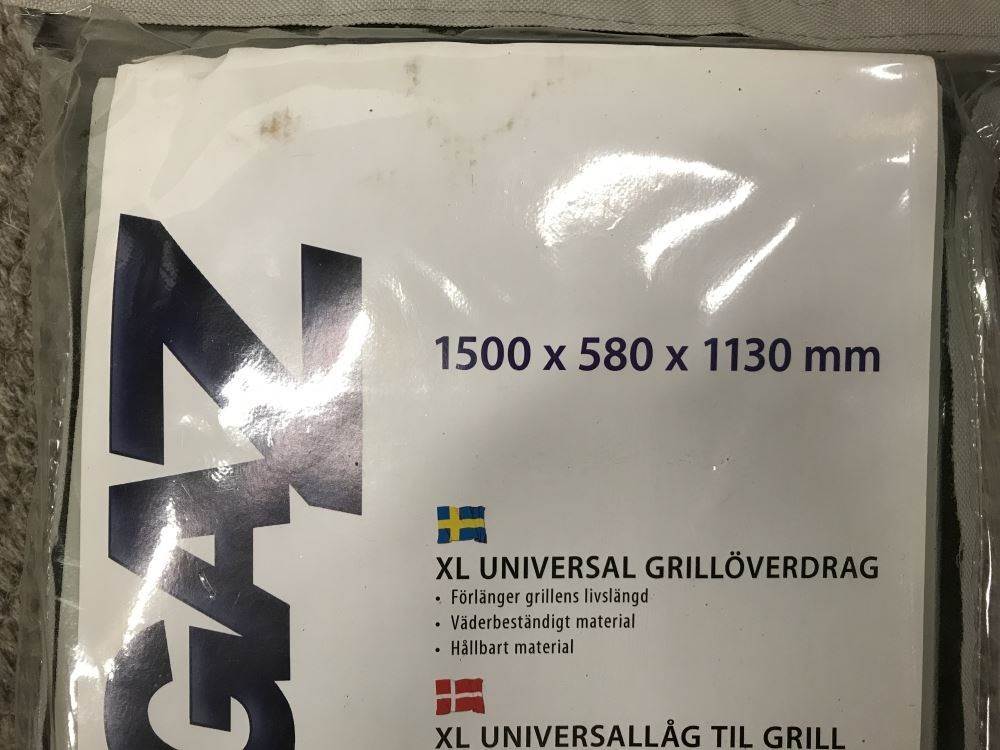 GAZ
1500 x 580 x 1130 mm
XL UNIVERSAL GRILLÖVERDRAG
• Förlänger grillens livslängd
• Väderbeständigt material
• Hållbart material
XL UNIVERSALLÅG TIL GRILL